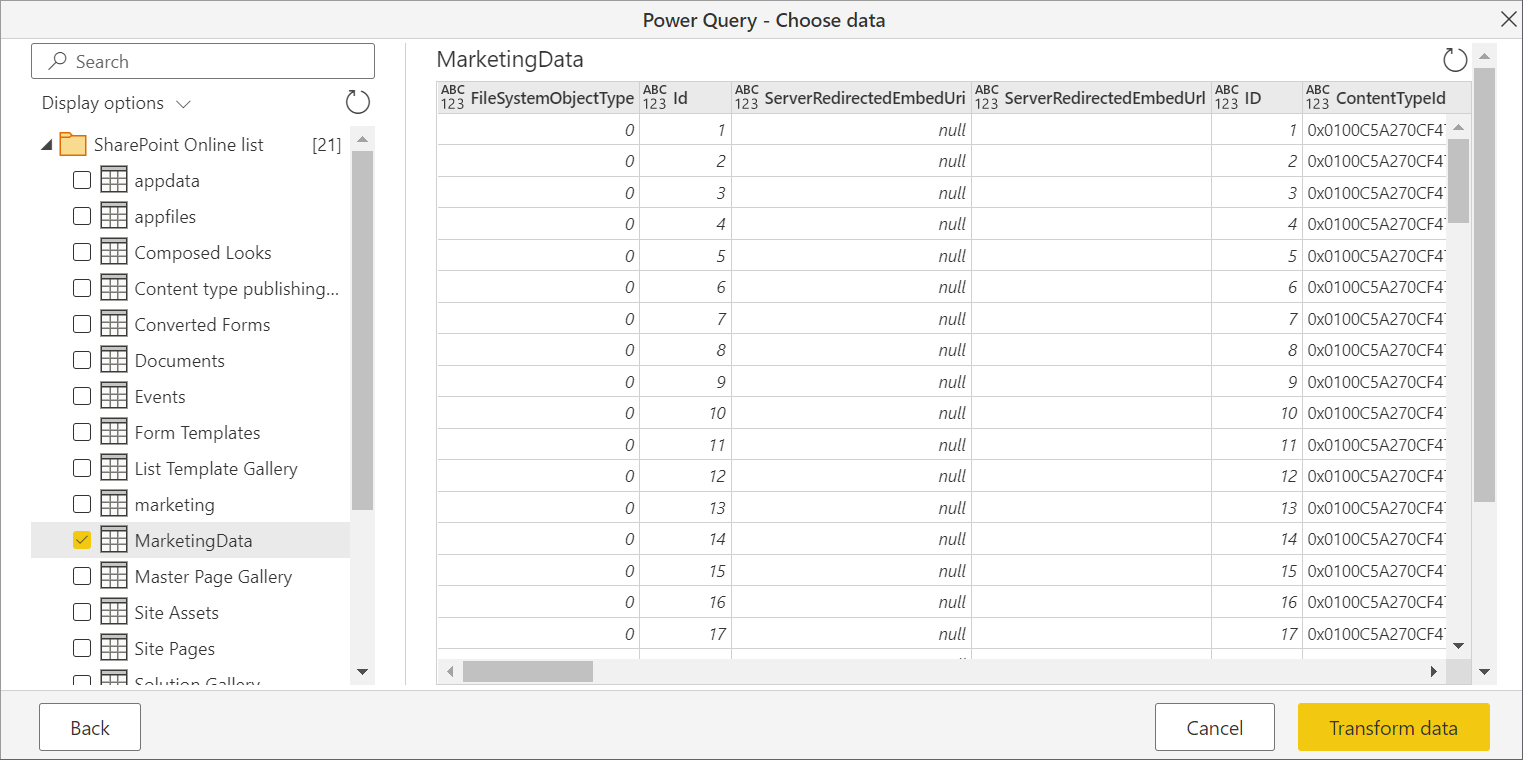 Power Query - Choose data
Search
Display options
SharePoint Online list [21]
appdata
appfiles
Composed Looks
Content type publishing...
Converted Forms
Documents
Events
Form Templates
List Template Gallery
marketing
MarketingData
Master Page Gallery
Site Assets
Site Pages
Solution Gallery
MarketingData
ABC 123 FileSystemObjectType ABC 123 Id ABC 123 ServerRedirectedEmbedUri ABC 123 ServerRedirectedEmbedUrl ABC 123 ID ABC 123 ContentTypeId
0 1 null 1 0x0100C5A270CF4
0 2 null 2 0x0100C5A270CF4
0 3 null 3 0x0100C5A270CF4
0 4 null 4 0x0100C5A270CF4
0 5 null 5 0x0100C5A270CF4
0 6 null 6 0x0100C5A270CF4
0 7 null 7 0x0100C5A270CF4
0 8 null 8 0x0100C5A270CF4
0 9 null 9 0x0100C5A270CF4
0 10 null 10 0x0100C5A270CF4
0 11 null 11 0x0100C5A270CF4
0 12 null 12 0x0100C5A270CF4
0 13 null 13 0x0100C5A270CF4
0 14 null 14 0x0100C5A270CF4
0 15 null 15 0x0100C5A270CF4
0 16 null 16 0x0100C5A270CF4
0 17 null 17 0x0100C5A270CF4
Back
Cancel
Transform data